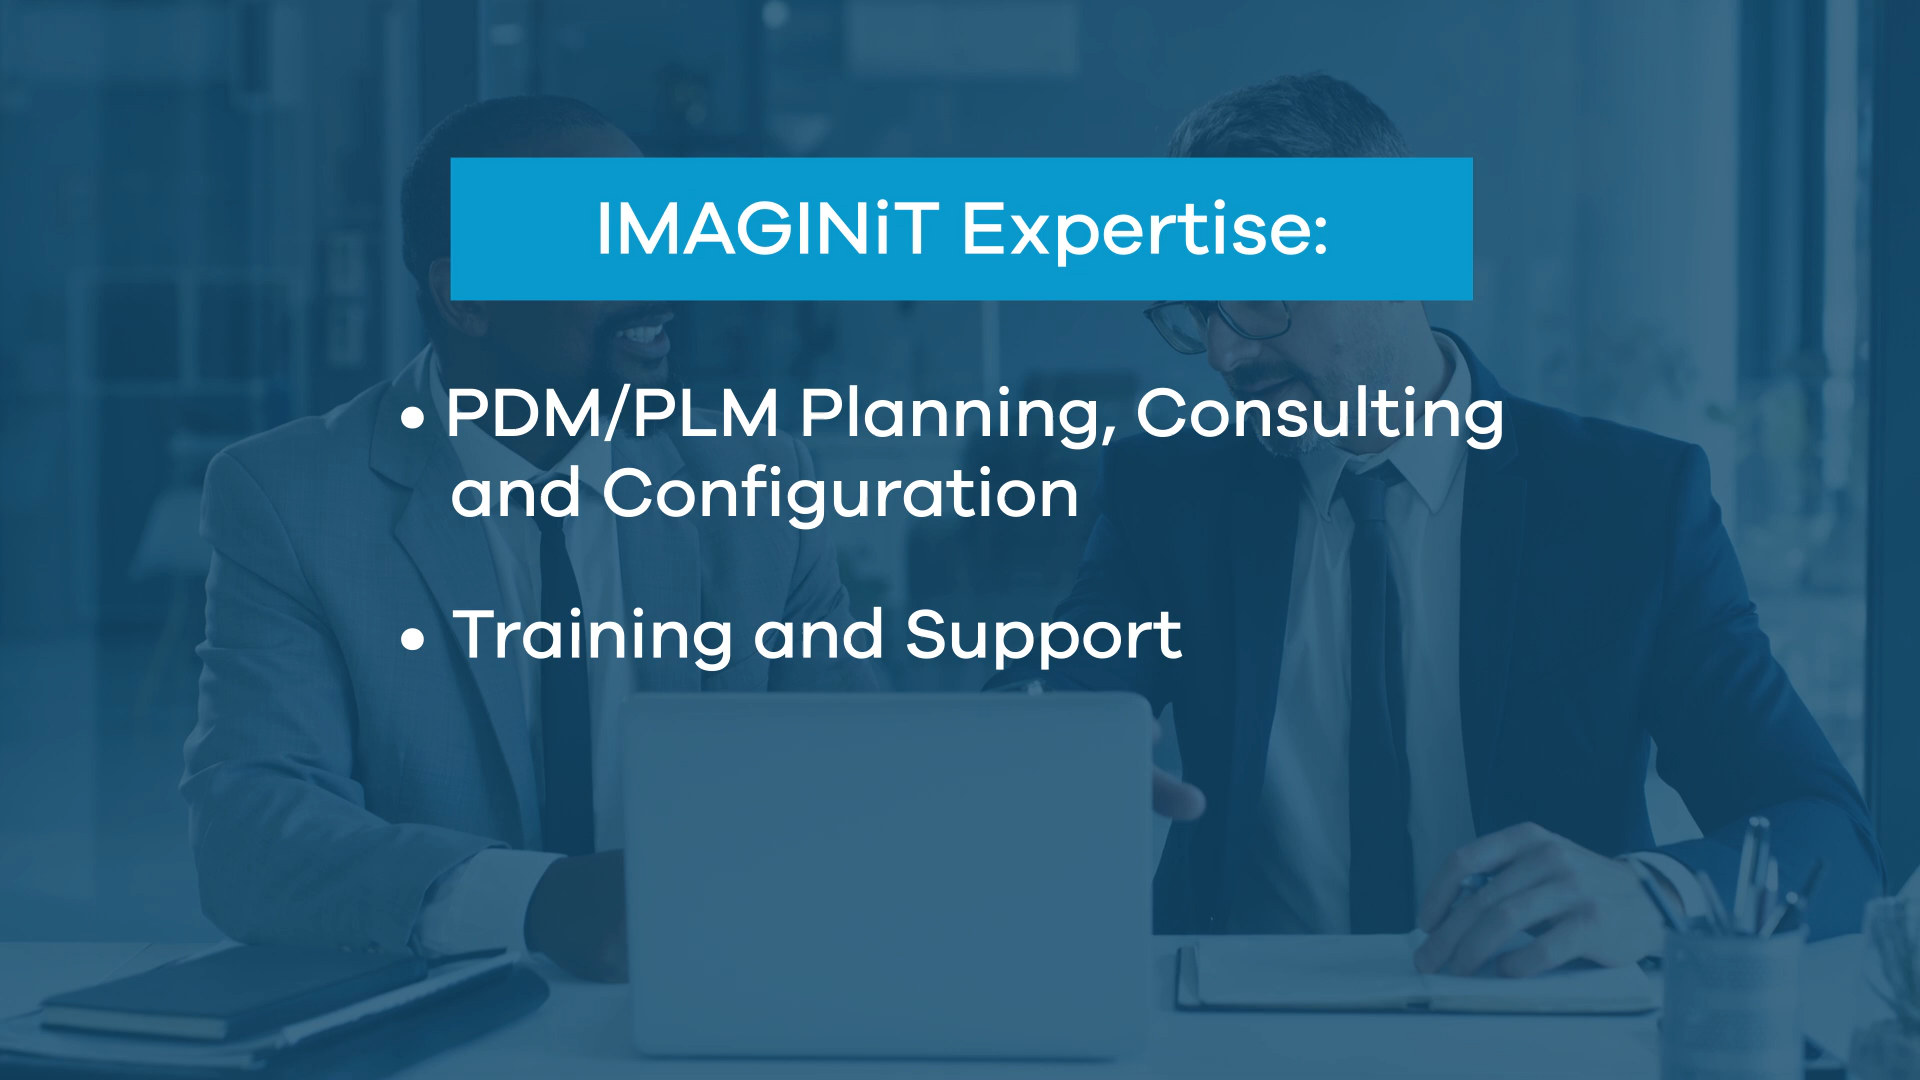 IMAGINiT Expertise:
• PDM/PLM Planning, Consulting
and Configuration
• Training and Support